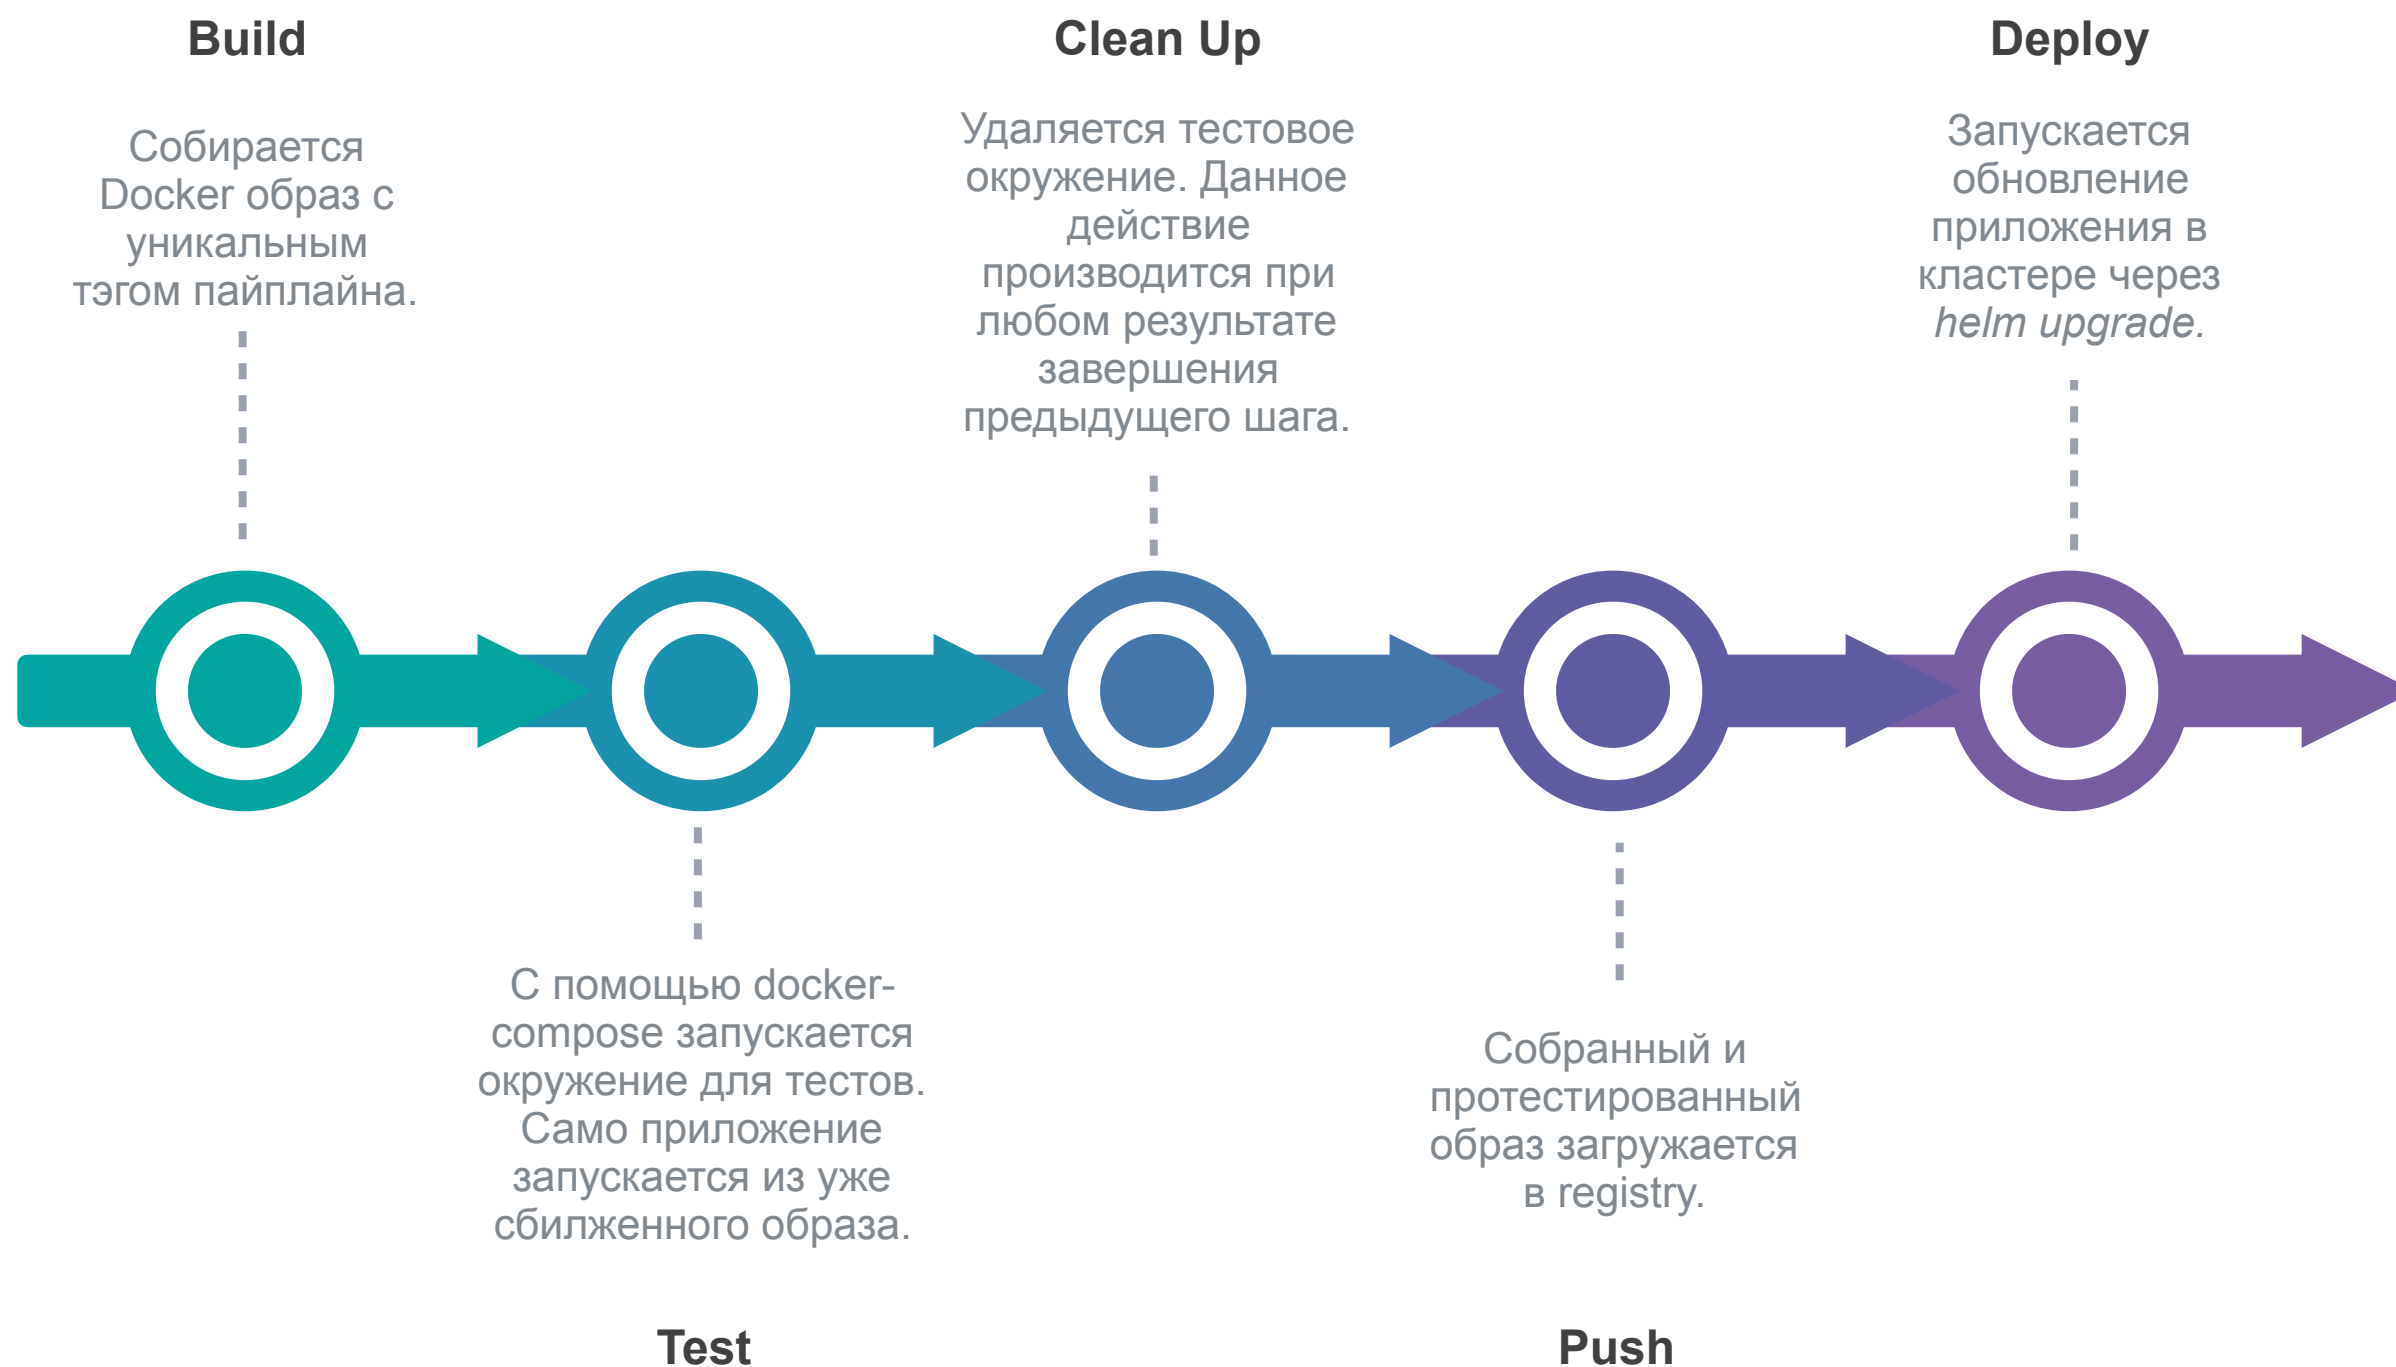 Build
Собирается
Docker образ с
уникальным
тэгом пайплайна.
С помощью docker-
compose запускается
окружение для тестов.
Само приложение
запускается из уже
сбилженного образа.
Test
Clean Up
Удаляется тестовое
окружение. Данное
действие
производится при
любом результате
завершения
предыдущего шага.
Собранный и
протестированный
образ загружается
в registry.
Push
Deploy
Запускается
обновление
приложения в
кластере через
helm upgrade.